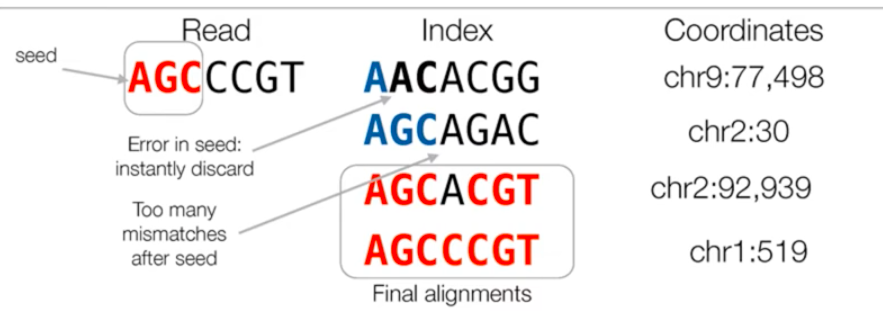 Read Index Coordinates
seed
AGCCCGT AACACGG chr9:77,498
AGCAGAC chr2:30
Error in seed:
instantly discard
AGCACGT chr2:92,939
Too many
mismatches
after seed
AGCCCGT chr1:519
Final alignments